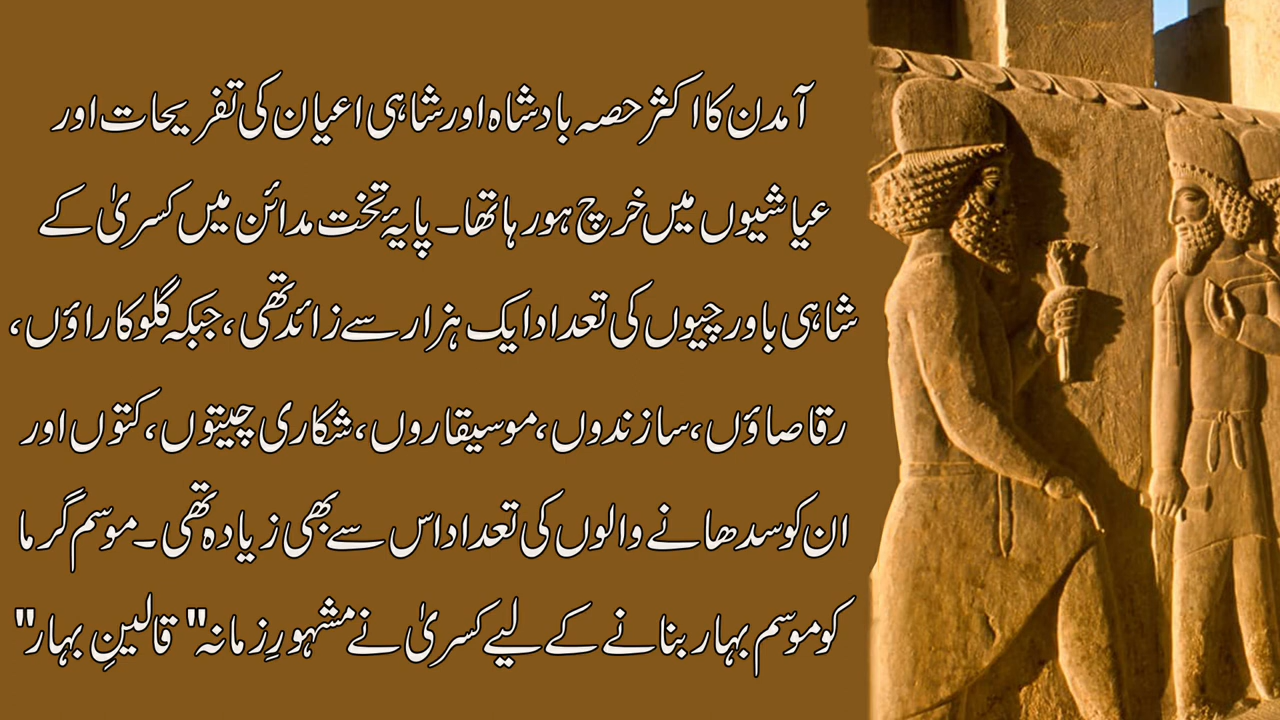 آمدن کا اکثر حصہ بادشاہ اور شاہی اعیان کی تفریحات اور
عیاشیوں میں خرچ ہو رہا تھا۔ پایۂ تخت مدائن میں کسریٰ کے
شاہی باورچیوں کی تعداد ایک ہزار سے زائد تھی، جبکہ گلوکاراؤں،
رقاصاؤں، سازندوں، موسیقاروں، شکاری چیتوں، کتوں اور
ان کو سدھانے والوں کی تعداد اس سے بھی زیادہ تھی۔ موسم گرما
کو موسم بہار بنانے کے لیے کسریٰ نے مشہورِ زمانہ "قالینِ بہار"